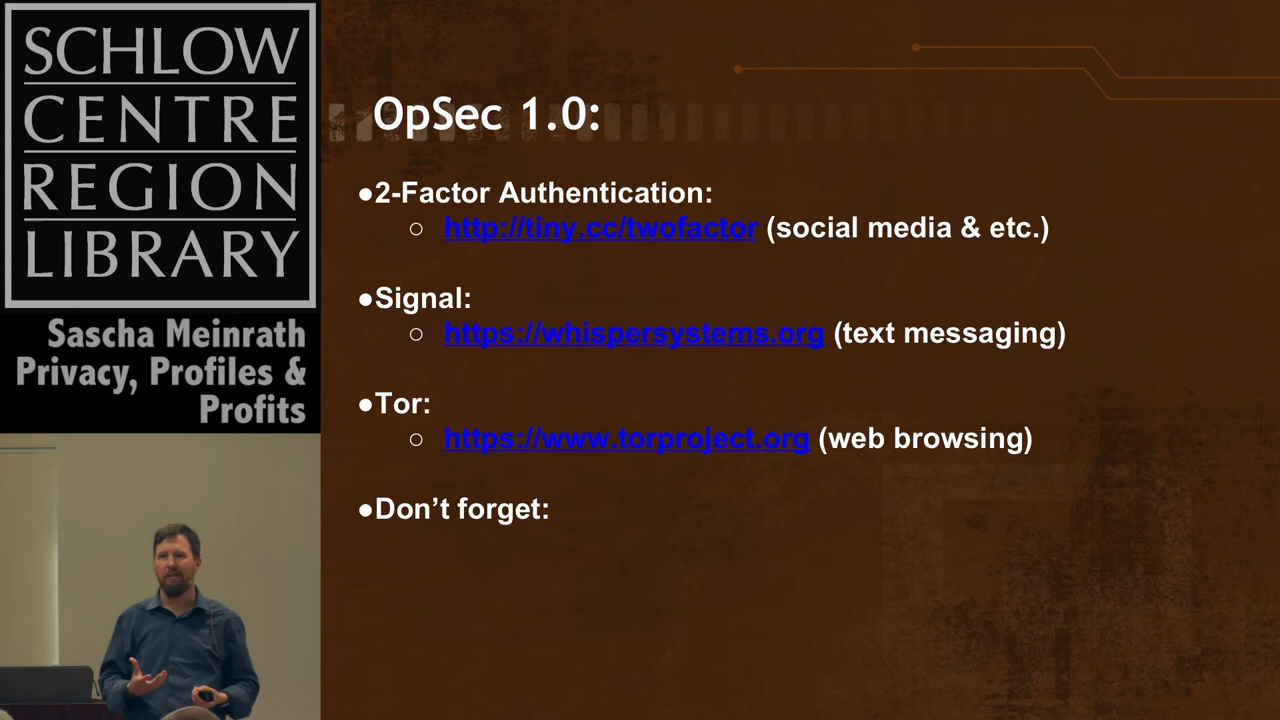 SCHLOW
CENTRE
REGION
LIBRARY
Sascha Meinrath
Privacy, Profiles &
Profits
OpSec 1.0:
●2-Factor Authentication:
○ http://tiny.cc/twofactor (social media & etc.)
●Signal:
○ https://whispersystems.org (text messaging)
●Tor:
○ https://www.torproject.org (web browsing)
●Don’t forget: